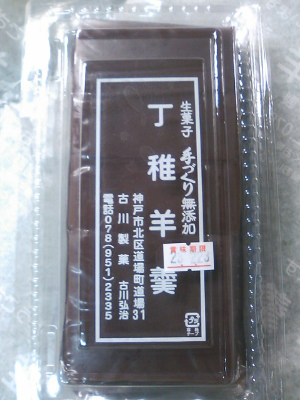 生菓子 手づくり無添加
丁稚羊羹
神戸市北区道場町道場31
古川製菓 古川弘治
電話078(951)2335
賞味期限